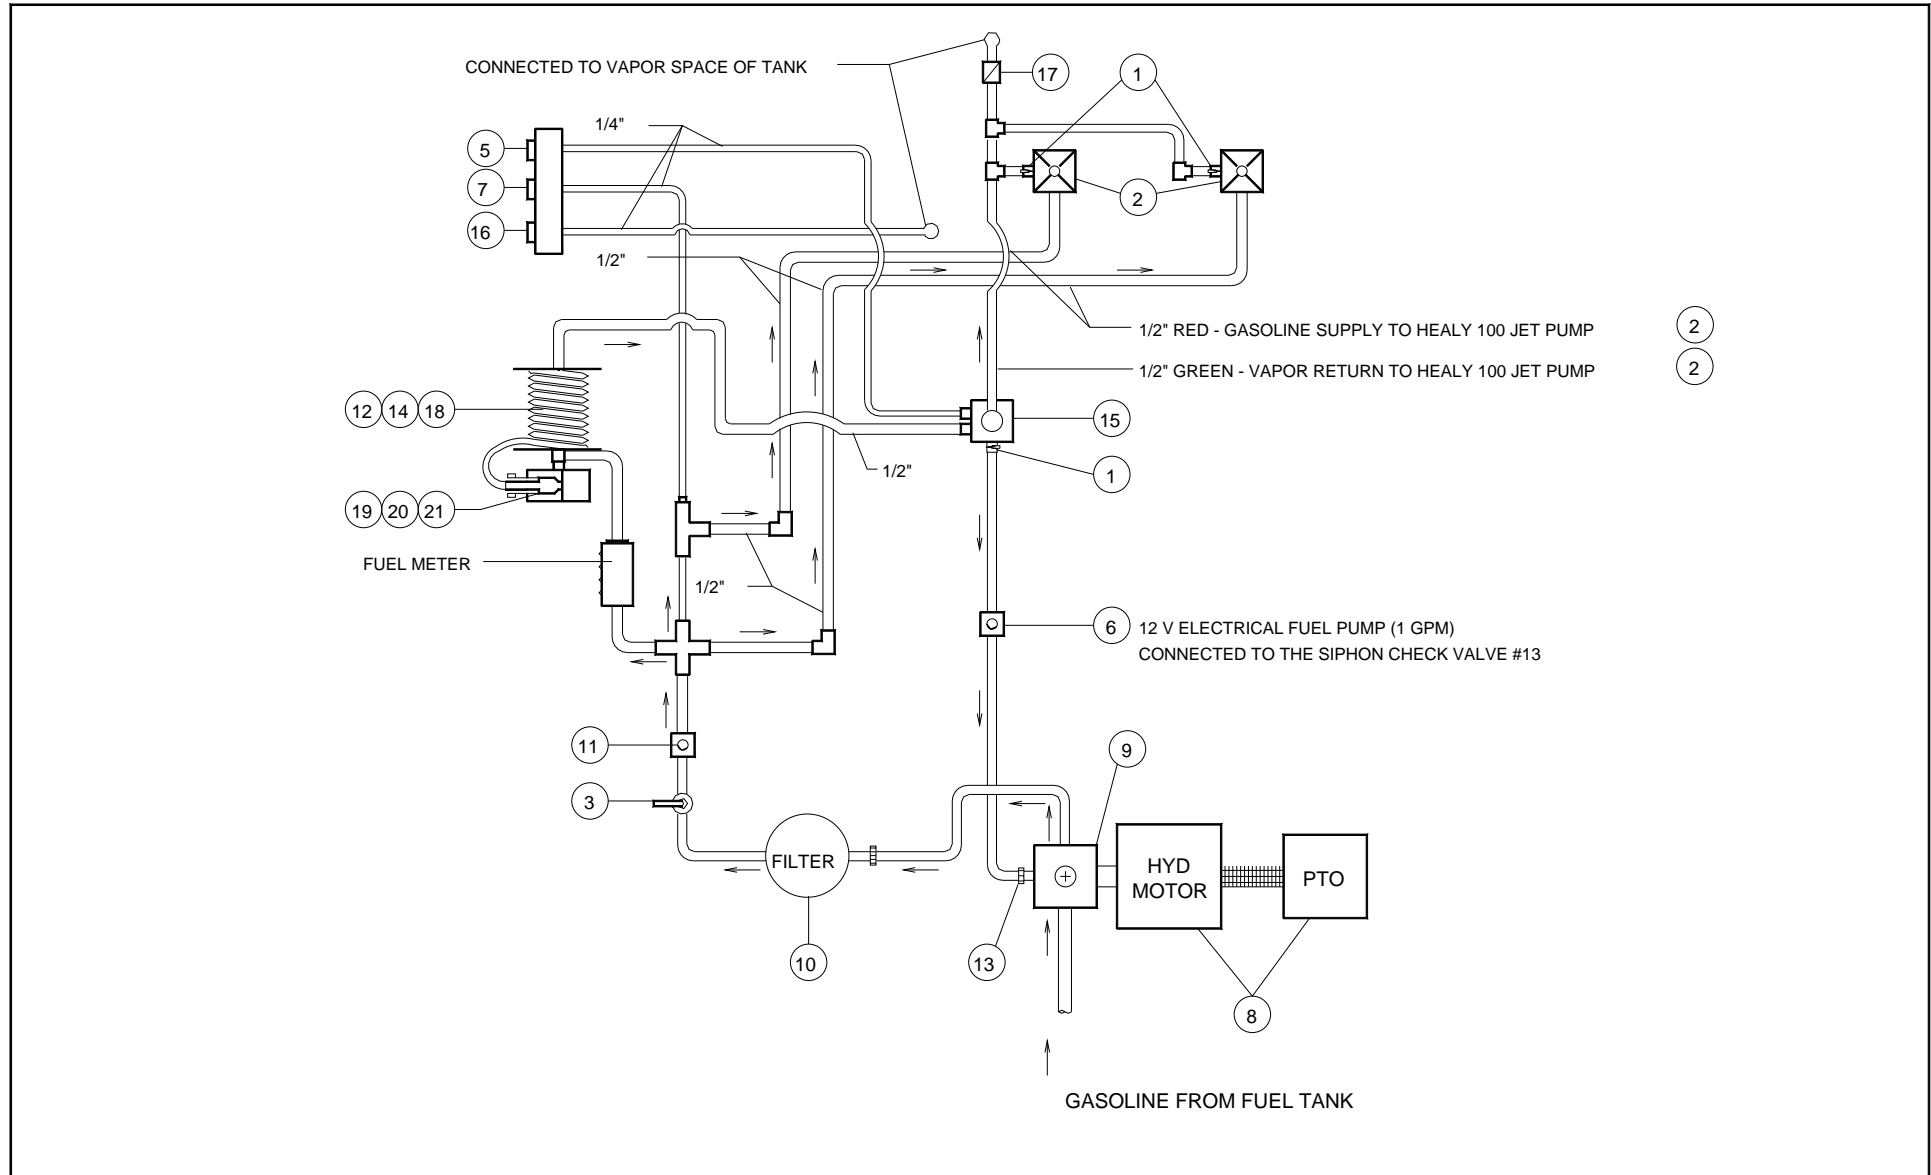 CONNECTED TO VAPOR SPACE OF TANK
17
1
1/4"
5
7
2
16
1/2"
1/2" RED - GASOLINE SUPPLY TO HEALY 100 JET PUMP
2
1/2" GREEN - VAPOR RETURN TO HEALY 100 JET PUMP
2
12 14 18
15
1/2"
1
19 20 21
FUEL METER
1/2"
6
12 V ELECTRICAL FUEL PUMP (1 GPM)
CONNECTED TO THE SIPHON CHECK VALVE #13
11
9
3
FILTER
HYD
MOTOR
PTO
10
13
8
GASOLINE FROM FUEL TANK